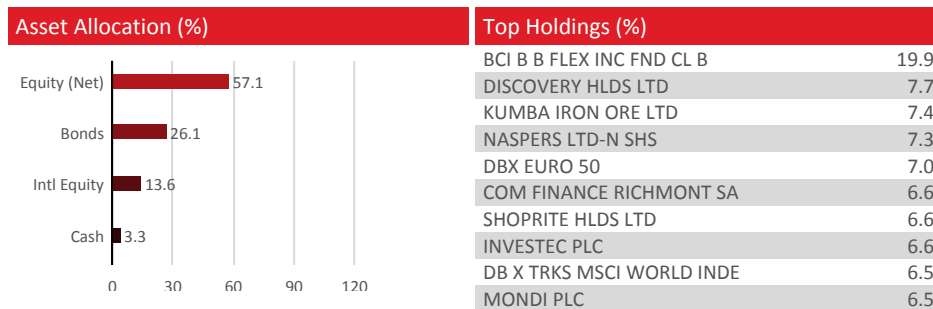 Asset Allocation (%)
Equity (Net) 57.1
Bonds 26.1
Intl Equity 13.6
Cash 3.3
0 30 60 90 120
Top Holdings (%)
BCI B B FLEX INC FND CL B 19.9
DISCOVERY HLDS LTD 7.7
KUMBA IRON ORE LTD 7.4
NASPERS LTD-N SHS 7.3
DBX EURO 50 7.0
COM FINANCE RICHMONT SA 6.6
SHOPRITE HLDS LTD 6.6
INVESTEC PLC 6.6
DB X TRKS MSCI WORLD INDE 6.5
MONDI PLC 6.5